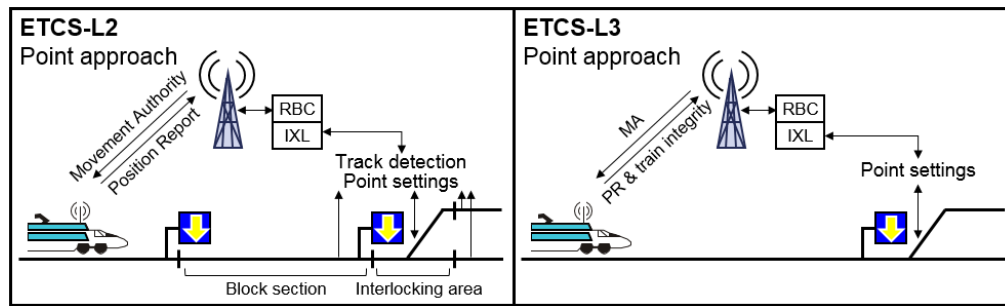 ETCS-L2
Point approach
Movement Authority
Position Report
RBC
IXL
Track detection
Point settings
Block section
Interlocking area
ETCS-L3
Point approach
MA
PR & train integrity
RBC
IXL
Point settings